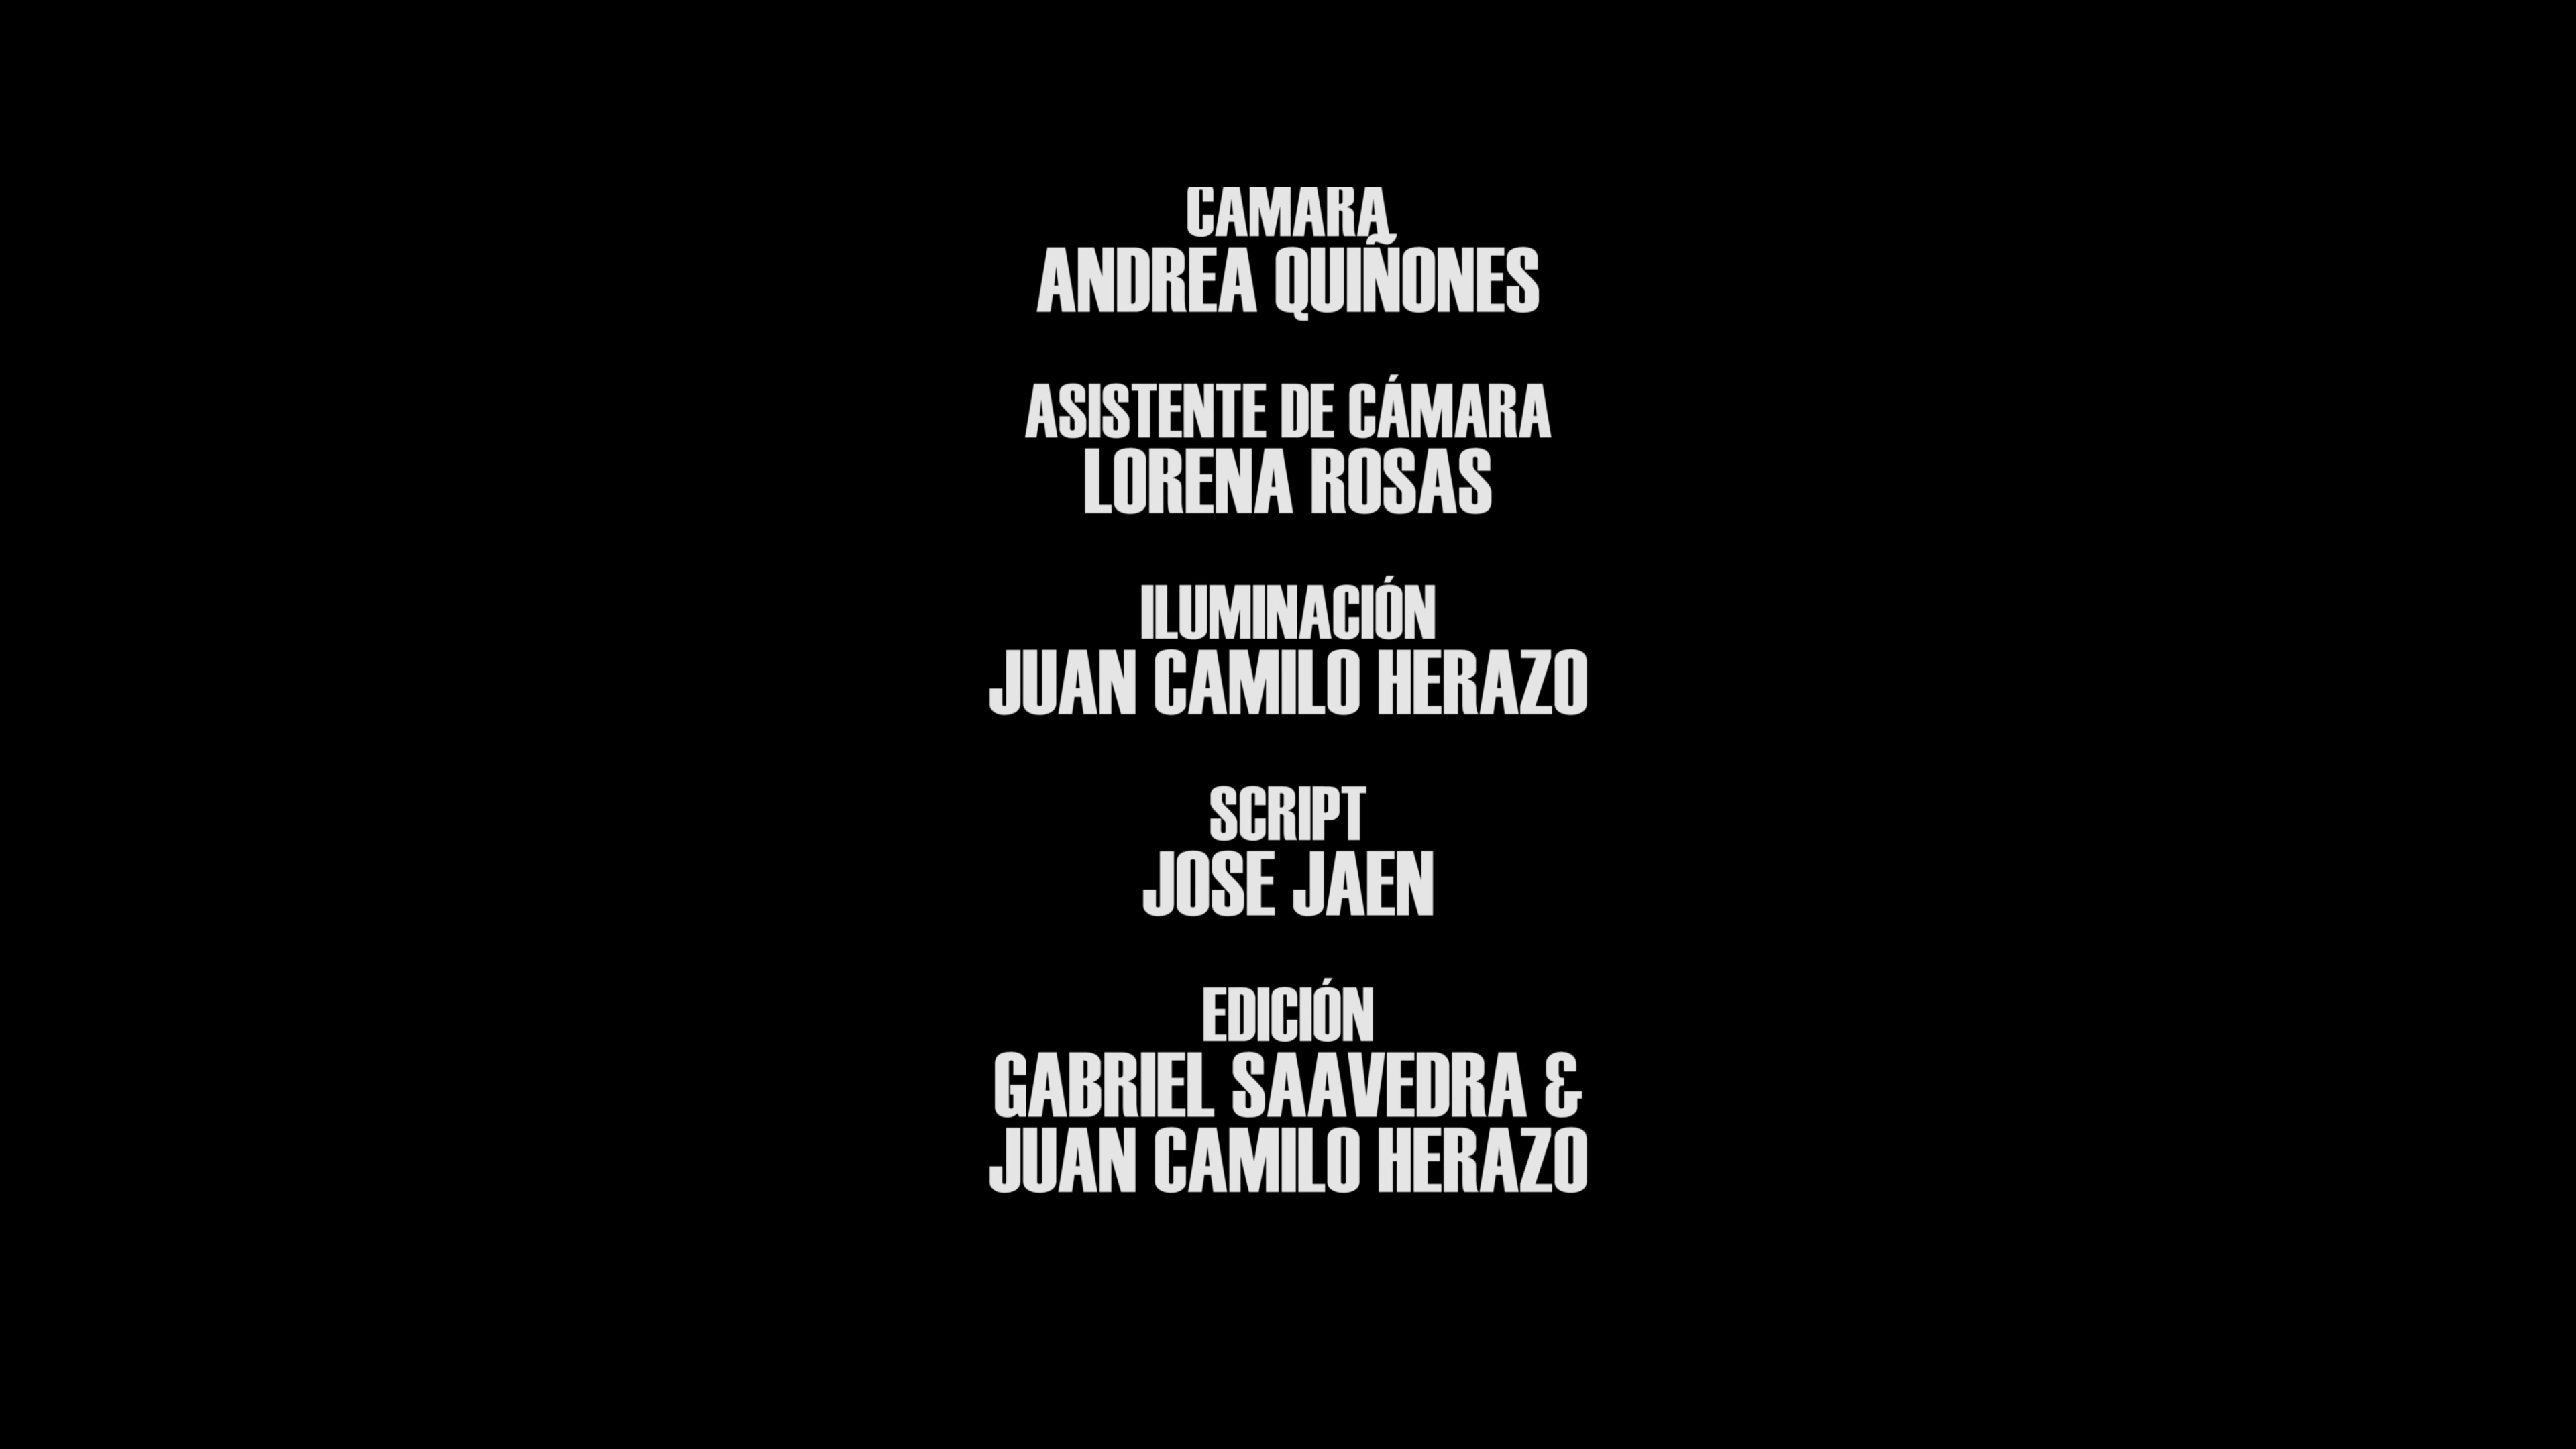 CAMARA
ANDREA QUIÑONES
ASISTENTE DE CÁMARA
LORENA ROSAS
ILUMINACIÓN
JUAN CAMILO HERAZO
SCRIPT
JOSE JAEN
EDICIÓN
GABRIEL SAAVEDRA &
JUAN CAMILO HERAZO